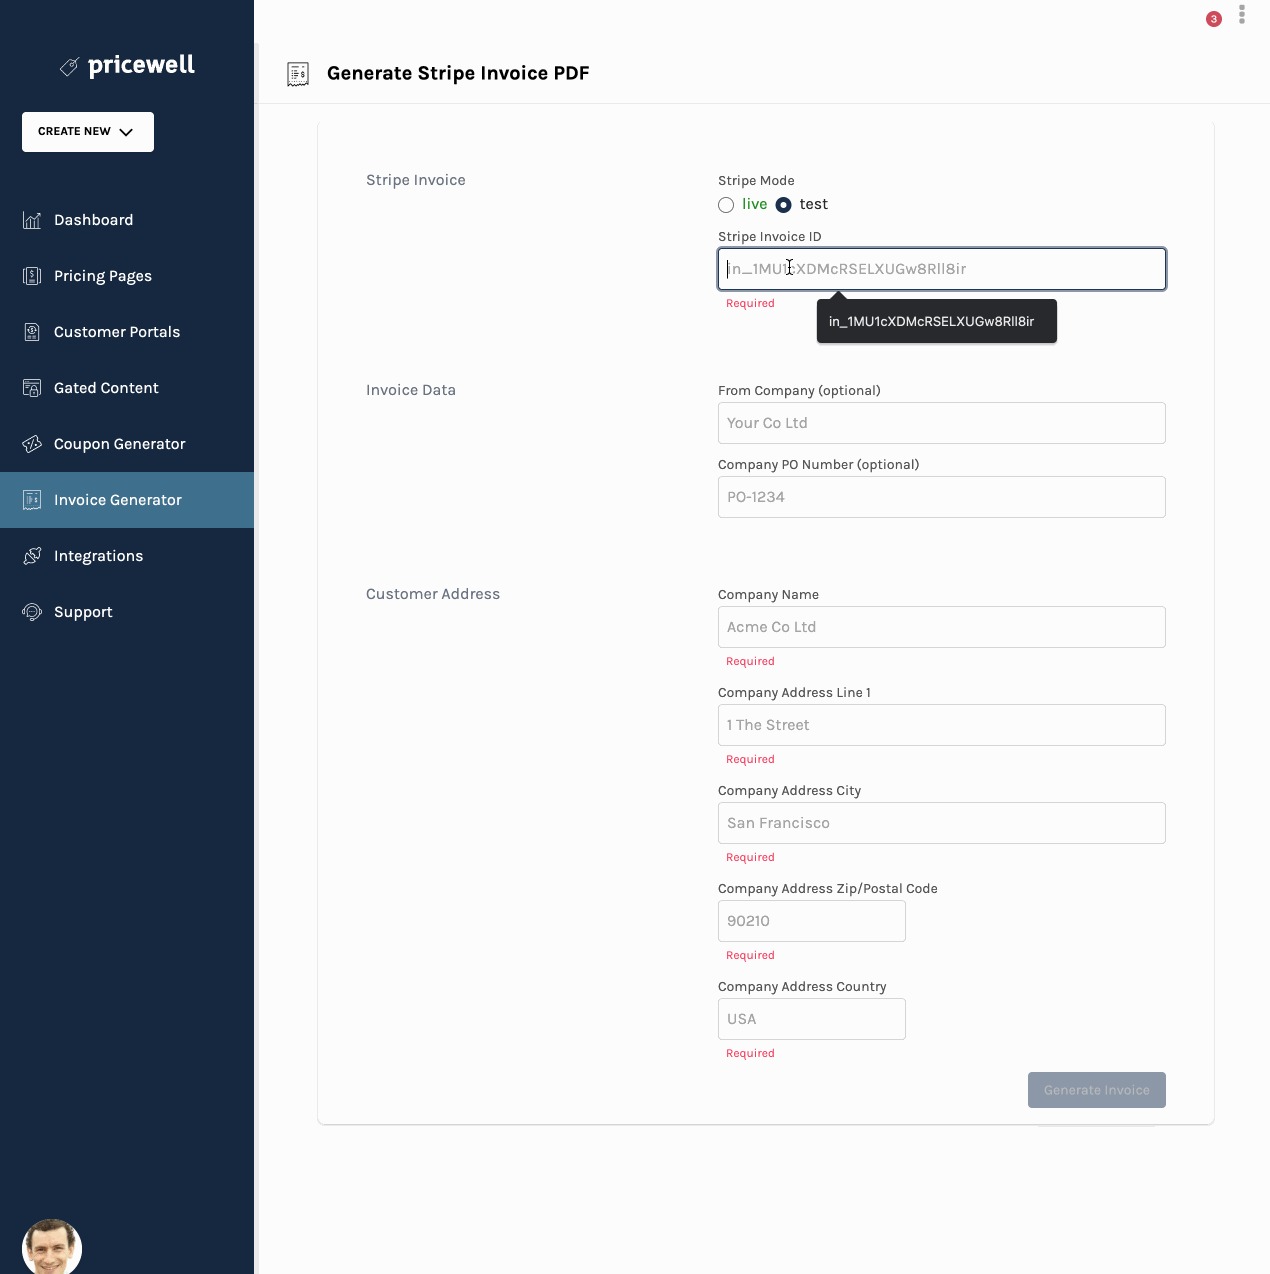 pricewell
CREATE NEW
Dashboard
Pricing Pages
Customer Portals
Gated Content
Coupon Generator
Invoice Generator
Integrations
Support
3
Generate Stripe Invoice PDF
Stripe Invoice
Stripe Mode
live test
Stripe Invoice ID
in_1MU1cXDMcRSELXUGw8Rll8ir
Required
in_1MU1cXDMcRSELXUGw8Rll8ir
Invoice Data
From Company (optional)
Your Co Ltd
Company PO Number (optional)
PO-1234
Customer Address
Company Name
Acme Co Ltd
Required
Company Address Line 1
1 The Street
Required
Company Address City
San Francisco
Required
Company Address Zip/Postal Code
90210
Required
Company Address Country
USA
Required
Generate Invoice